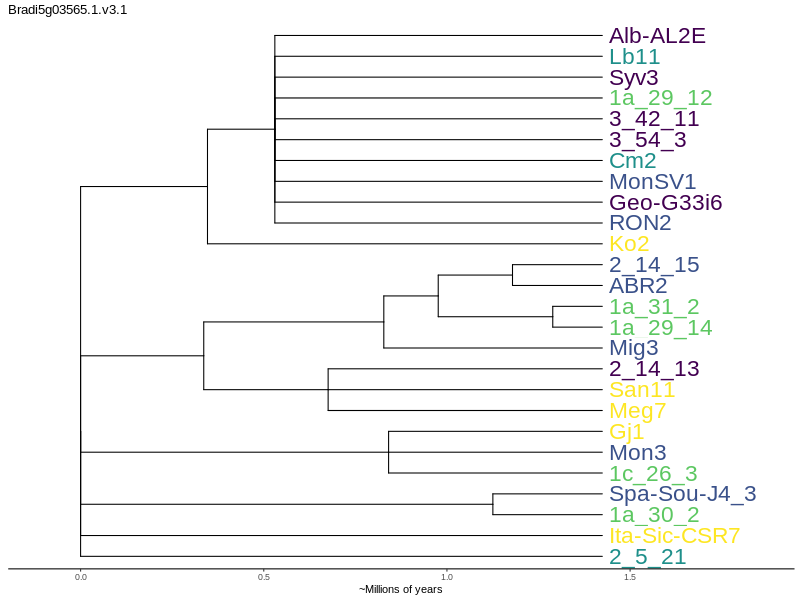 Bradi5g03565.1.v3.1
Alb-AL2E
Lb11
Syv3
1a_29_12
3_42_11
3_54_3
Cm2
MonSV1
Geo-G33i6
RON2
Ko2
2_14_15
ABR2
1a_31_2
1a_29_14
Mig3
2_14_13
San11
Meg7
Gj1
Mon3
1c_26_3
Spa-Sou-J4_3
1a_30_2
Ita-Sic-CSR7
2_5_21
0.0 0.5 1.0 1.5
~Millions of years